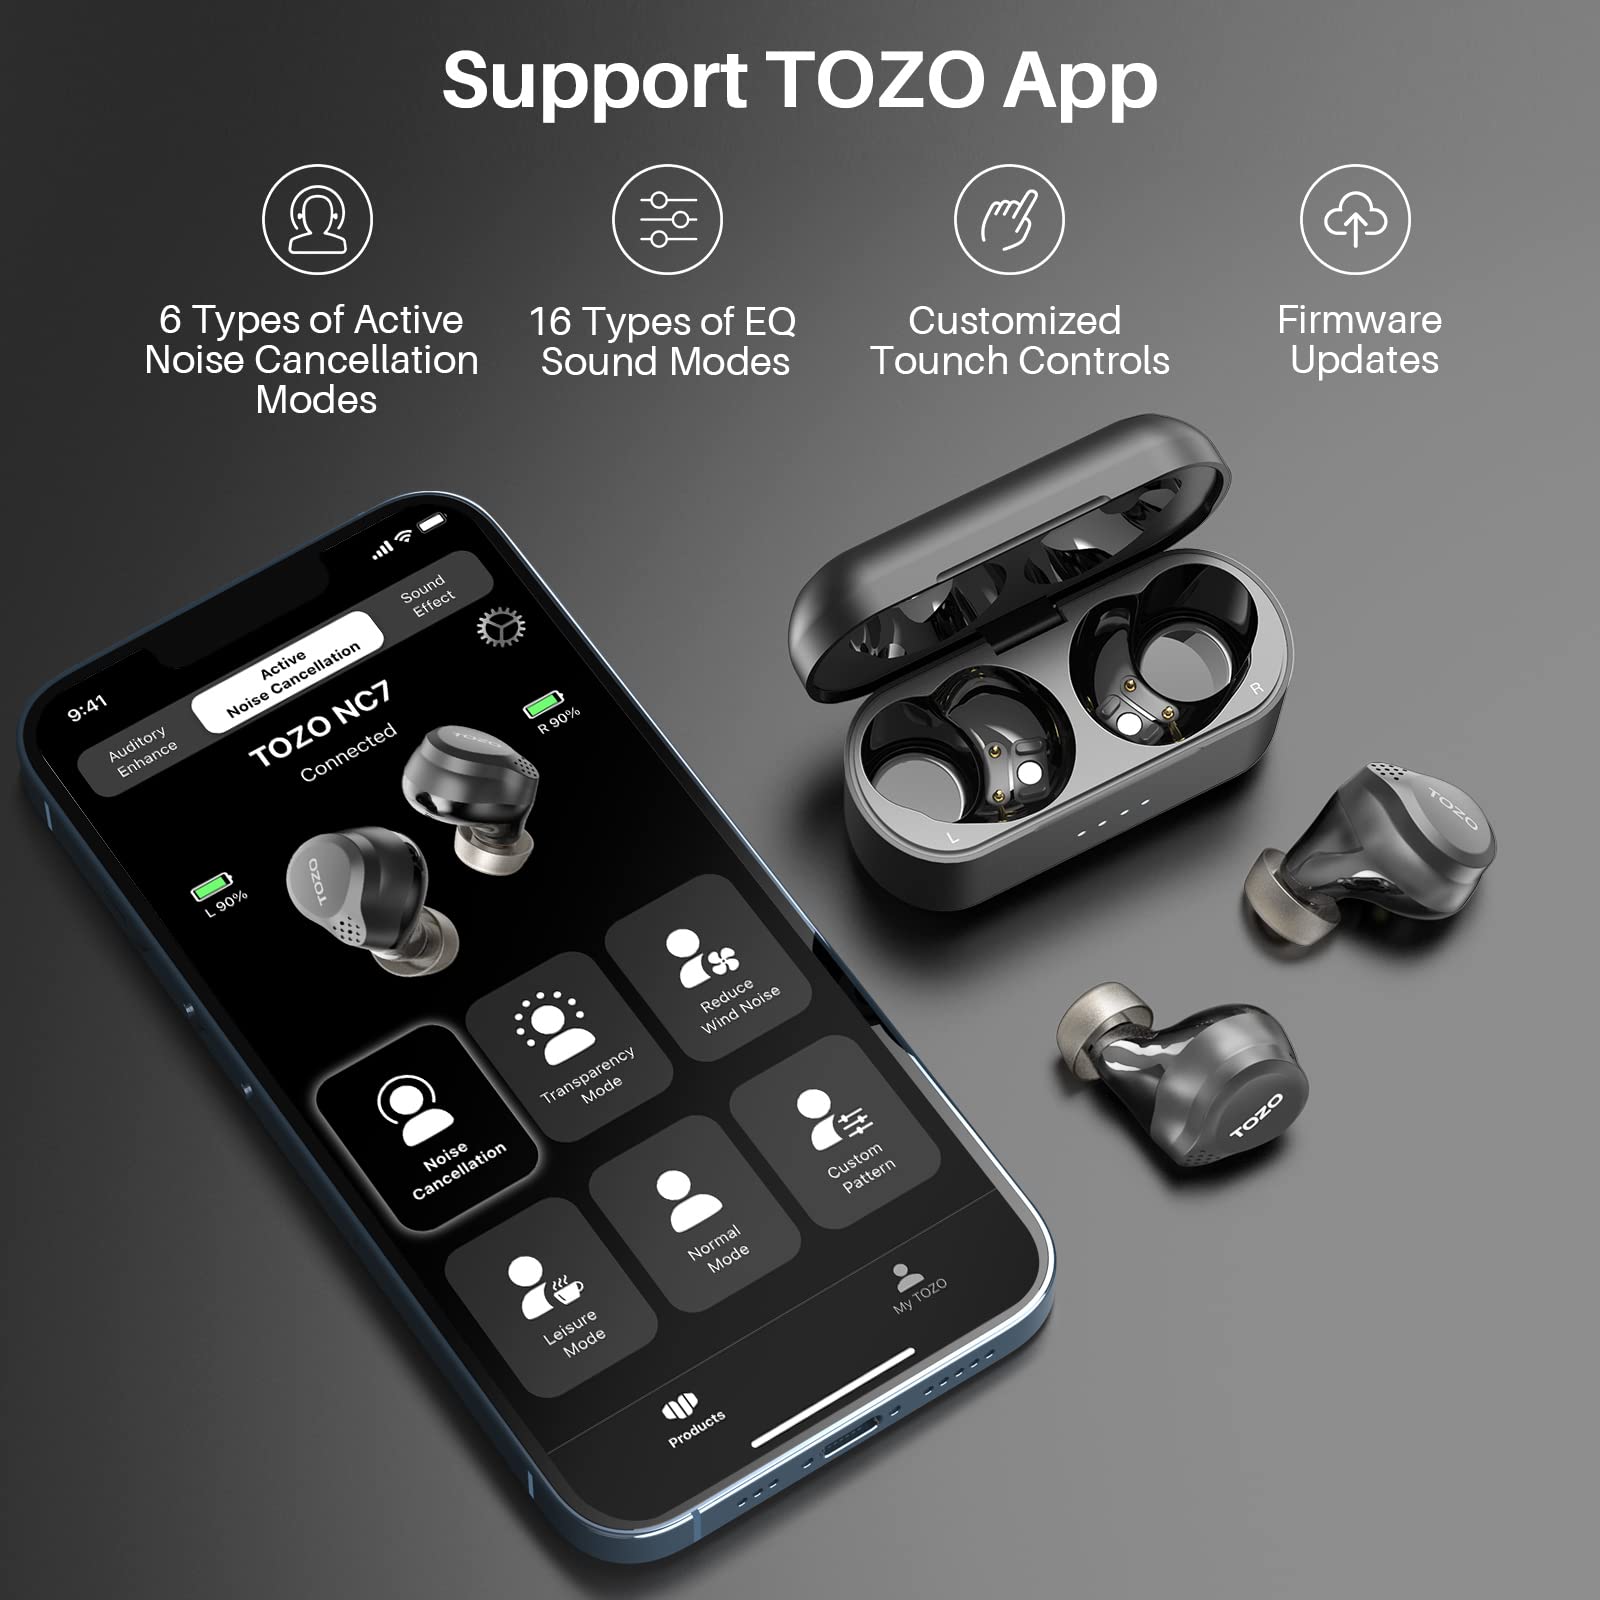 Support TOZO App
6 Types of Active
Noise Cancellation
Modes
16 Types of EQ
Sound Modes
Customized
Tounch Controls
Firmware
Updates
9:41
Auditory
Enhance
Active
Noise Cancellation
Sound
Effect
TOZO NC7
Connected
R 90%
L 90%
TOZO
TOZO
Noise
Cancellation
Transparency
Mode
Reduce
Wind Noise
Leisure
Mode
Normal
Mode
Custom
Pattern
Products
My TOZO
L
R
TOZO
TOZO